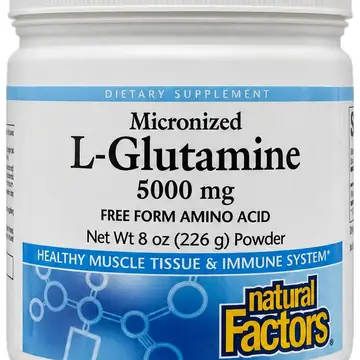 DIETARY SUPPLEMENT
Micronized
L-Glutamine
5000 mg
FREE FORM AMINO ACID
Net Wt 8 oz (226 g) Powder
HEALTHY MUSCLE TISSUE & IMMUNE SYSTEM*
natural
Factors®